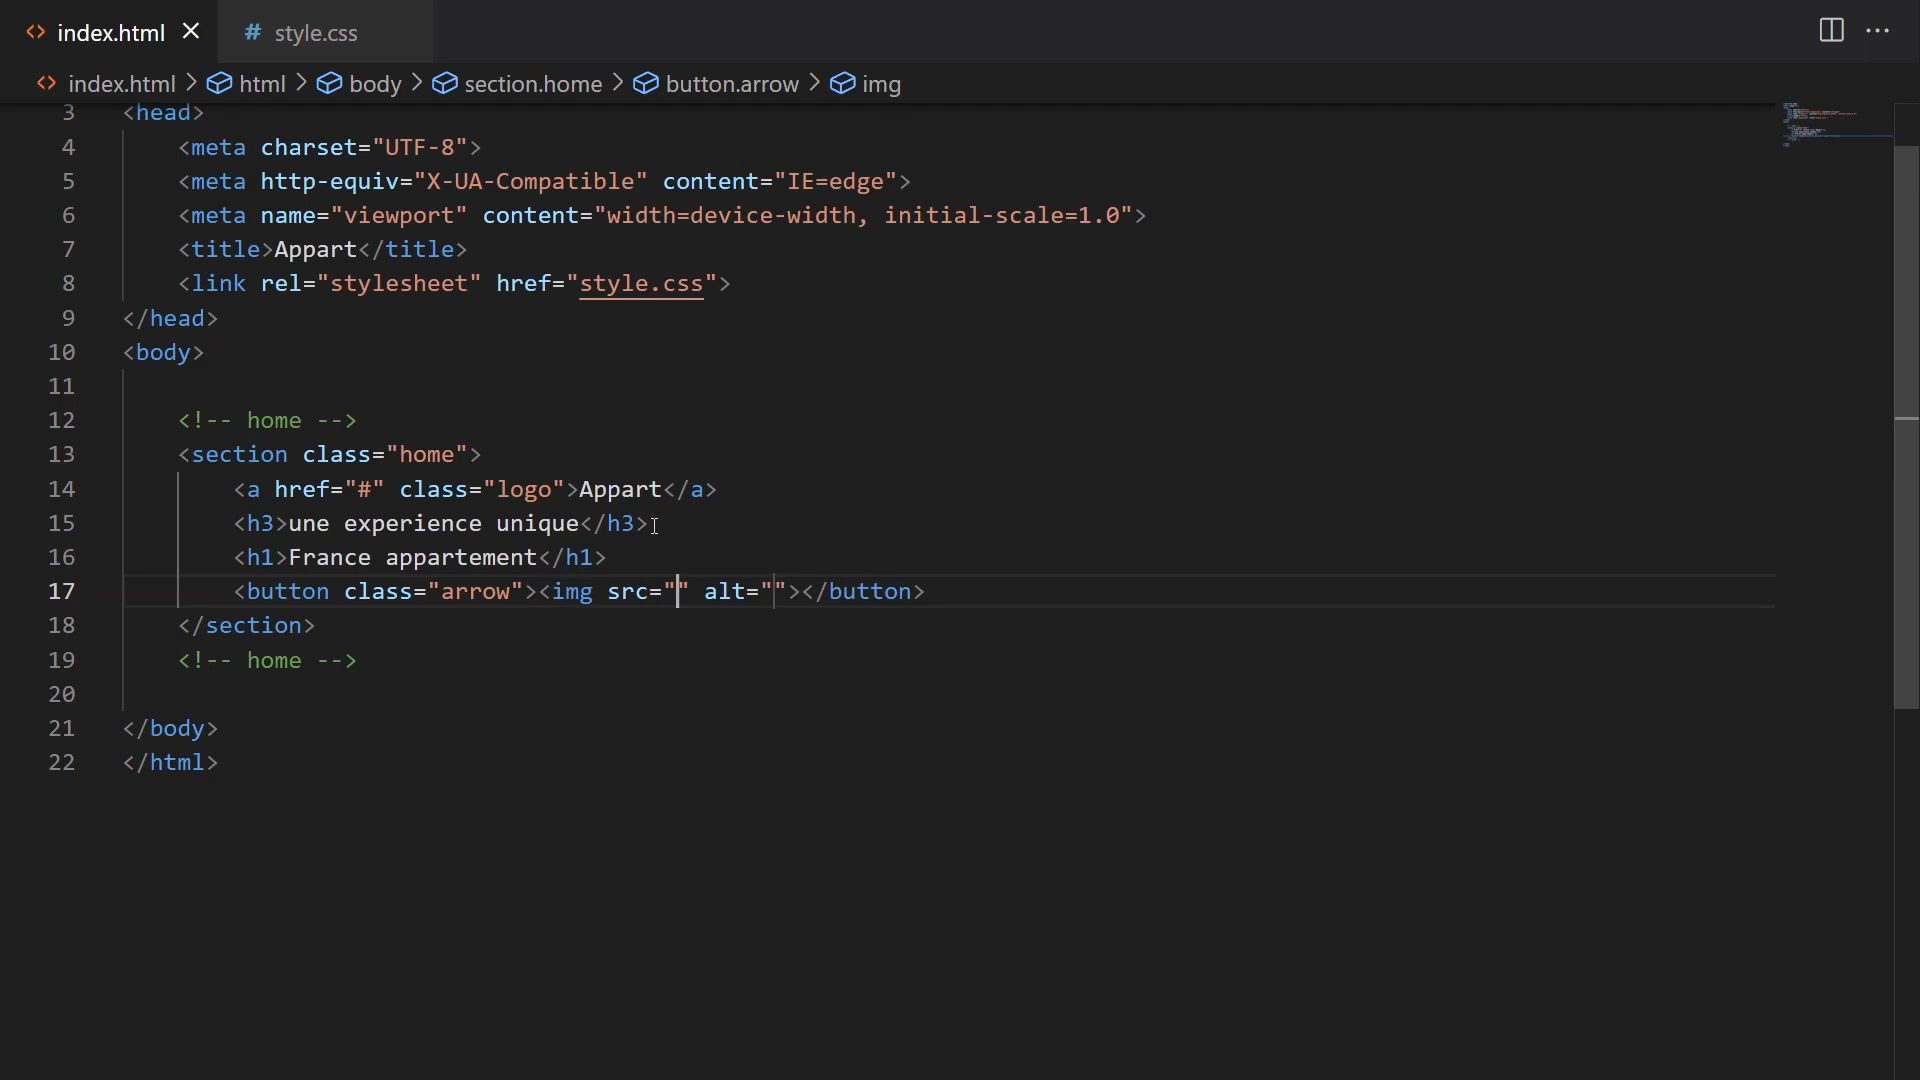 index.html
style.css
index.html > html > body > section.home > button.arrow > img
3 <head>
4 <meta charset="UTF-8">
5 <meta http-equiv="X-UA-Compatible" content="IE=edge">
6 <meta name="viewport" content="width=device-width, initial-scale=1.0">
7 <title>Appart</title>
8 <link rel="stylesheet" href="style.css">
9 </head>
10 <body>
11
12 <!-- home -->
13 <section class="home">
14 <a href="#" class="logo">Appart</a>
15 <h3>une experience unique</h3>
16 <h1>France appartement</h1>
17 <button class="arrow"><img src="" alt=""></button>
18 </section>
19 <!-- home -->
20
21 </body>
22 </html>